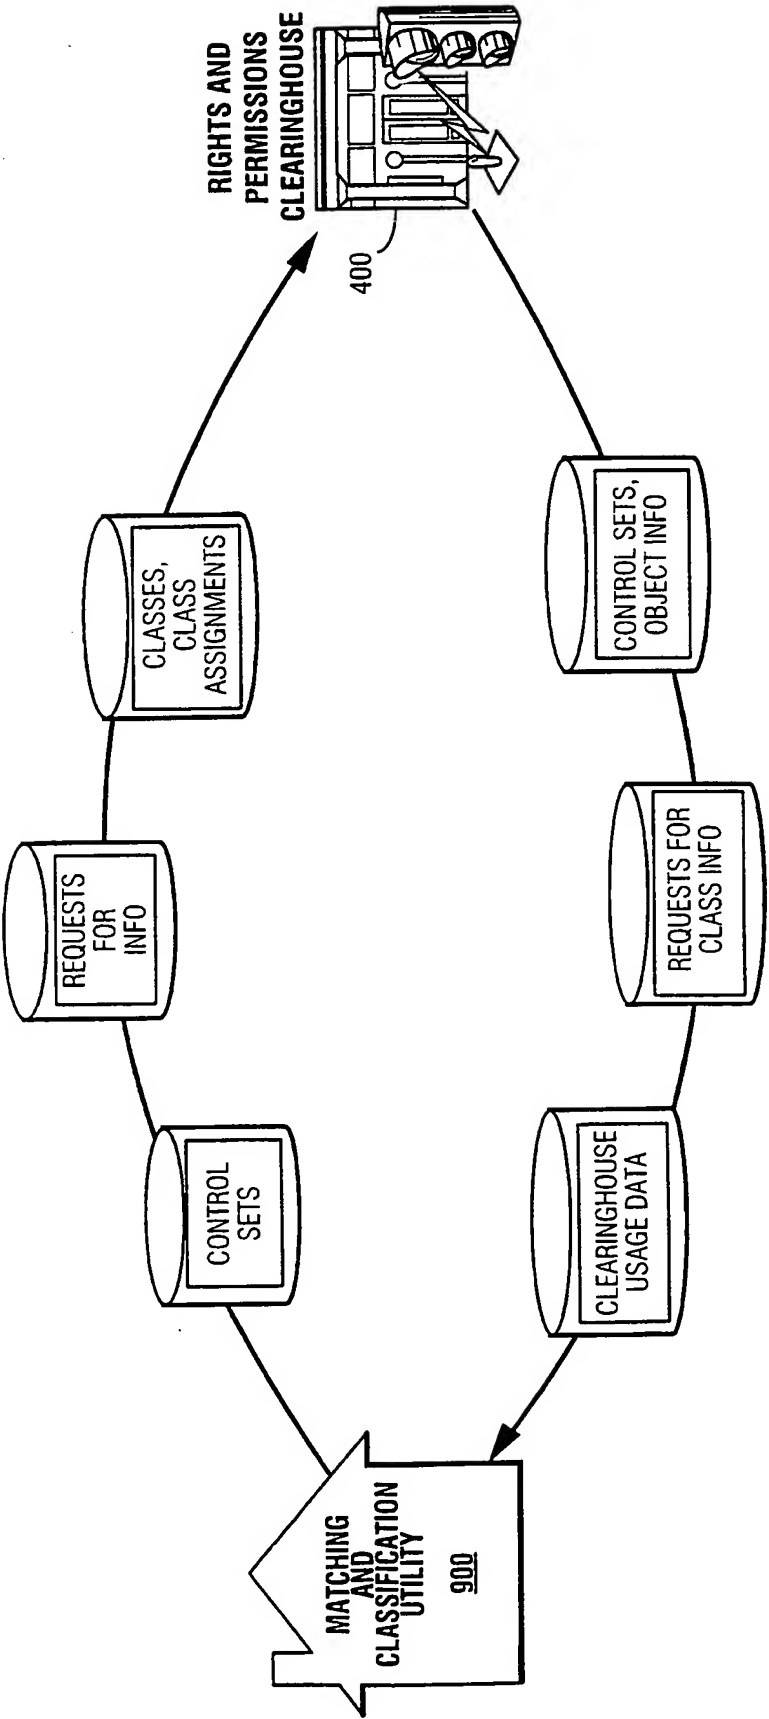 RIGHTS AND
PERMISSIONS
CLEARINGHOUSE
400
CLASSES,
CLASS
ASSIGNMENTS
REQUESTS
FOR
INFO
CONTROL
SETS
MATCHING
AND
CLASSIFICATION
UTILITY
900
CONTROL SETS,
OBJECT INFO
REQUESTS FOR
CLASS INFO
CLEARINGHOUSE
USAGE DATA